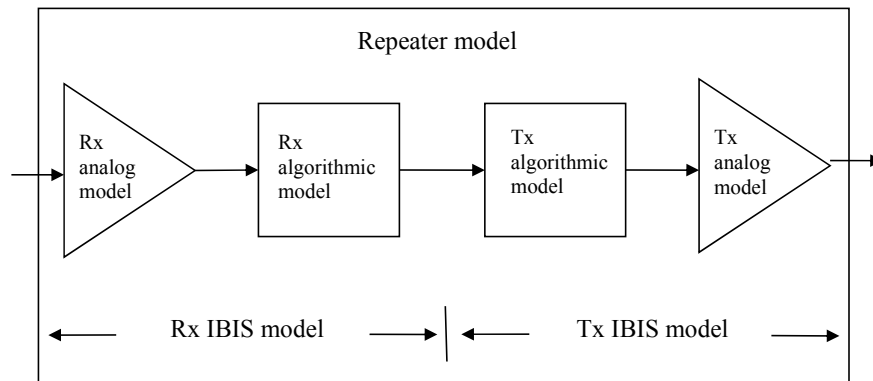 Repeater model
Rx
analog
model
Rx
algorithmic
model
Tx
algorithmic
model
Tx
analog
model
Rx IBIS model
Tx IBIS model